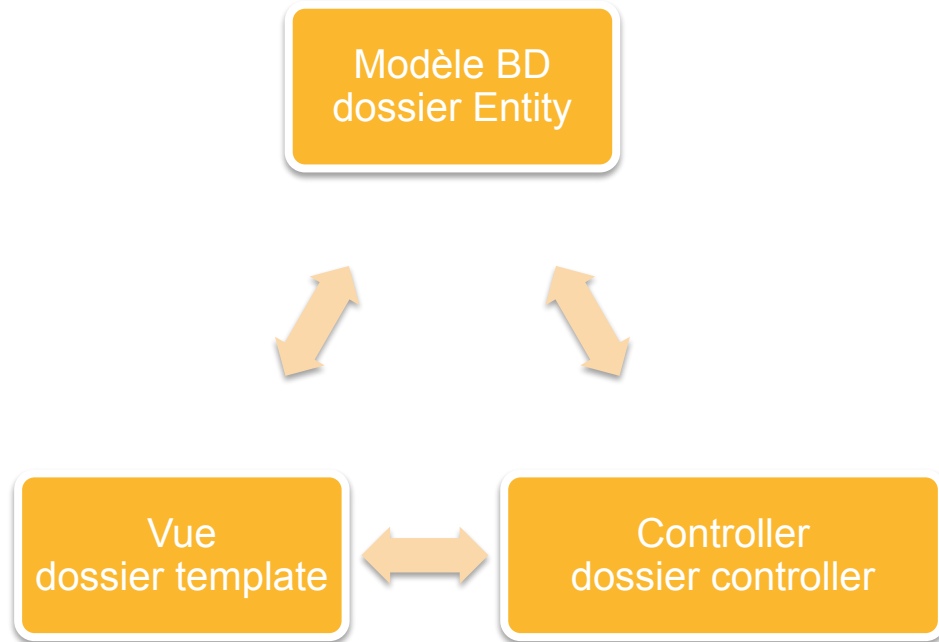 Modèle BD
dossier Entity
Vue
dossier template
Controller
dossier controller